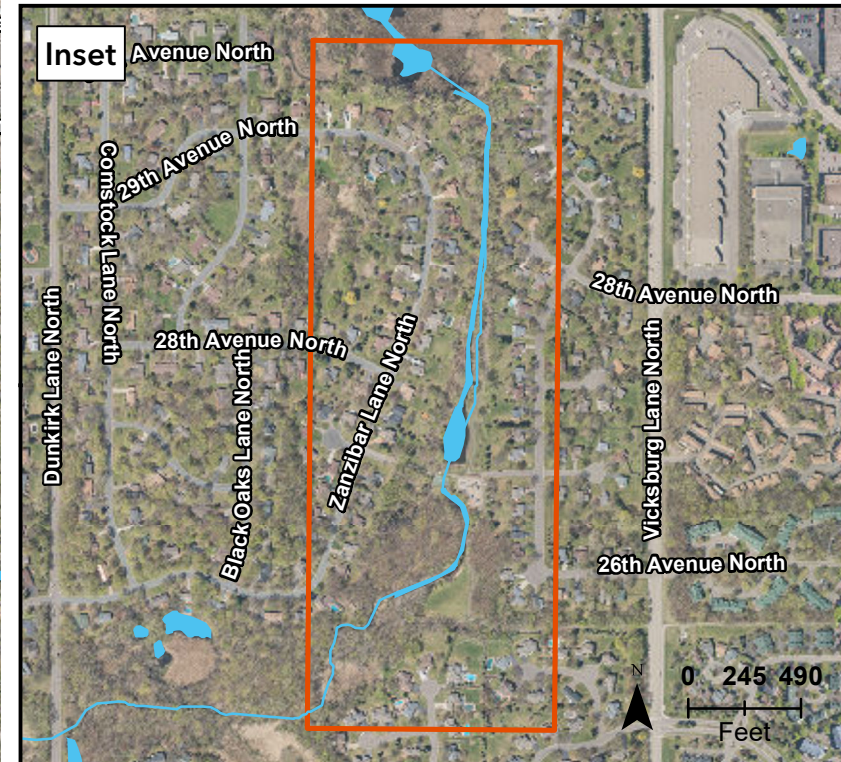 Inset
Avenue North
29th Avenue North
Comstock Lane North
28th Avenue North
28th Avenue North
Dunkirk Lane North
Black Oaks Lane North
Zanzibar Lane North
Vicksburg Lane North
26th Avenue North
N
0 245 490
Feet